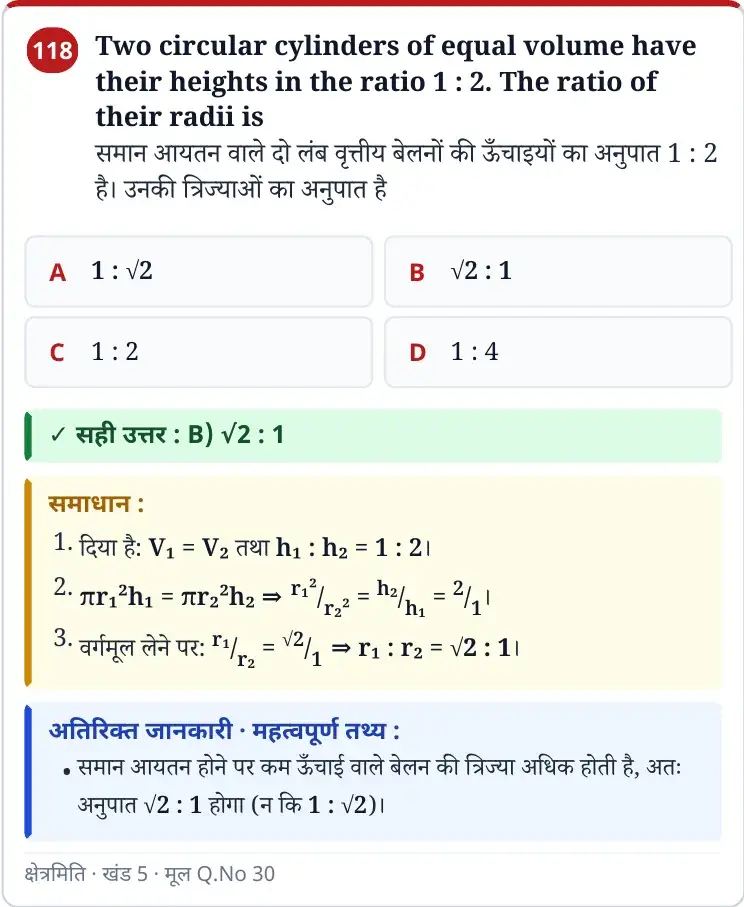 118 Two circular cylinders of equal volume have
their heights in the ratio 1 : 2. The ratio of
their radii is
समान आयतन वाले दो लंब वृत्तीय बेलनों की ऊँचाइयों का अनुपात 1 : 2
है। उनकी त्रिज्याओं का अनुपात है
A 1 : √2
B √2 : 1
C 1 : 2
D 1 : 4
✓ सही उत्तर : B) √2 : 1
समाधान :
1. दिया है: V₁ = V₂ तथा h₁ : h₂ = 1 : 2।
2. πr₁²h₁ = πr₂²h₂ ⇒ r₁²/r₂² = h₂/h₁ = 2/1।
3. वर्गमूल लेने पर: r₁/r₂ = √2/1 ⇒ r₁ : r₂ = √2 : 1।
अतिरिक्त जानकारी · महत्वपूर्ण तथ्य :
• समान आयतन होने पर कम ऊँचाई वाले बेलन की त्रिज्या अधिक होती है, अतः
अनुपात √2 : 1 होगा (न कि 1 : √2)।
क्षेत्रमिति · खंड 5 · मूल Q.No 30